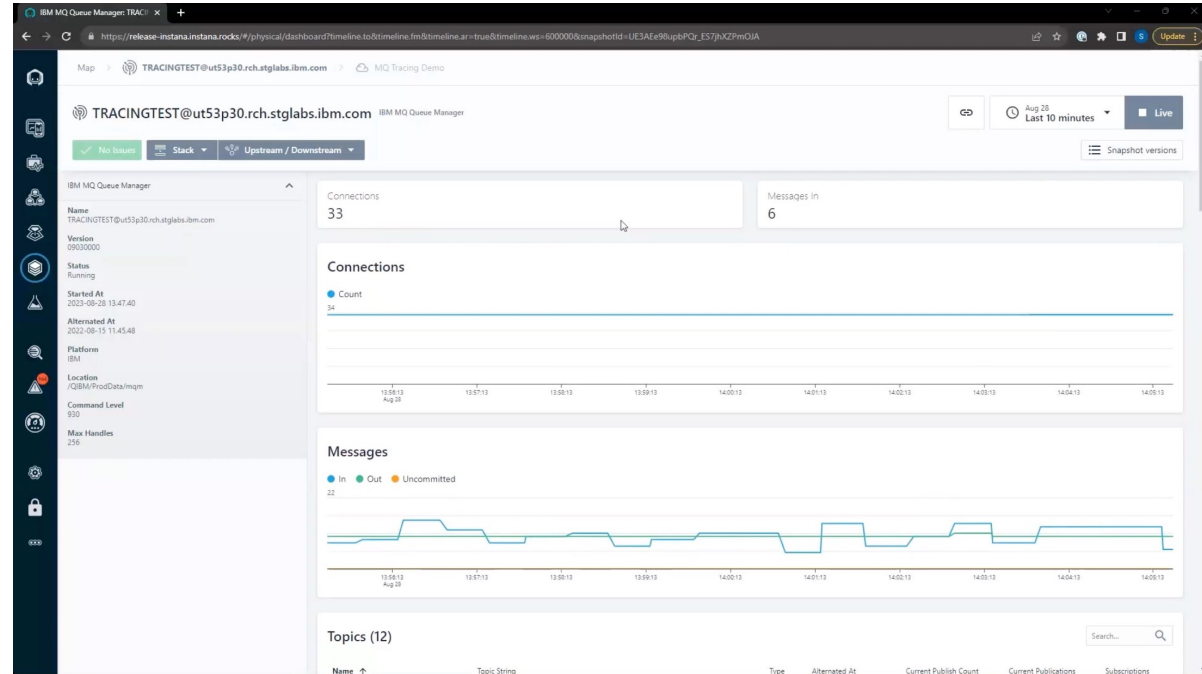 IBM MQ Queue Manager: TRACI
https://release-instana.instana.rocks/#/physical/dashboard?timeline.to&timeline.fm&timeline.ar=true&timeline.ws=600000&snapshotId=UE3AEe98upbPQr_ES7jhXZPmOJA
S
Update
Map
TRACINGTEST@ut53p30.rch.stglabs.ibm.com
MQ Tracing Demo
TRACINGTEST@ut53p30.rch.stglabs.ibm.com IBM MQ Queue Manager
Aug 28
Last 10 minutes
Live
No Issues
Stack
Upstream / Downstream
Snapshot versions
IBM MQ Queue Manager
Name
TRACINGTEST@ut53p30.rch.stglabs.ibm.com
Version
09030000
Status
Running
Started At
2023-08-28 13.47.40
Alternated At
2022-08-15 11.45.48
Platform
IBM
Location
/QIBM/ProdData/mqm
Command Level
930
Max Handles
256
Connections
33
Messages In
6
Connections
Count
34
13:56:13 13:57:13 13:58:13 13:59:13 14:00:13 14:01:13 14:02:13 14:03:13 14:04:13 14:05:13
Aug 28
Messages
In Out Uncommitted
22
13:56:13 13:57:13 13:58:13 13:59:13 14:00:13 14:01:13 14:02:13 14:03:13 14:04:13 14:05:13
Aug 28
Topics (12)
Search...
Name Topic String Type Alternated At Current Publish Count Current Publications Subscriptions